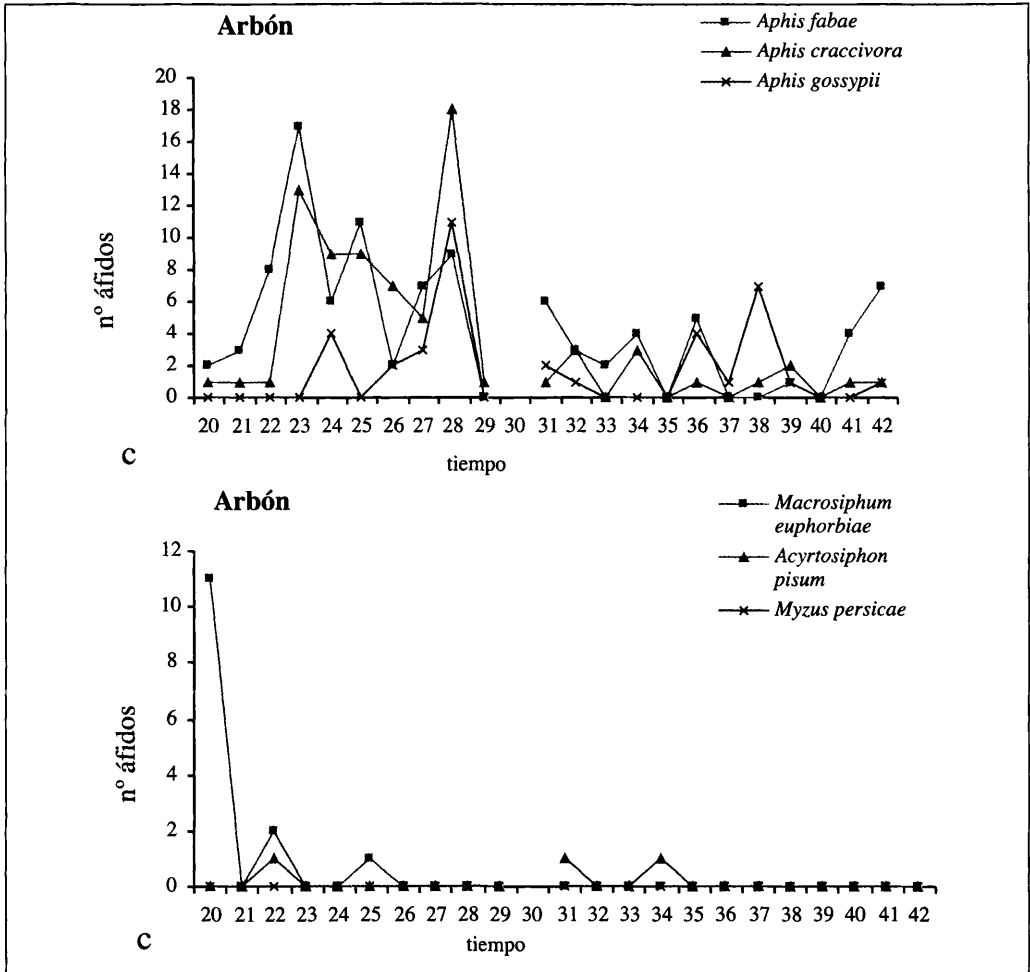 Arbón
Aphis fabae
Aphis craccivora
Aphis gossypii
20
18
16
14
12
10
8
6
4
2
0
nº áfidos
20 21 22 23 24 25 26 27 28 29 30 31 32 33 34 35 36 37 38 39 40 41 42
c
tiempo
Arbón
Macrosiphum
euphorbiae
Acyrtosiphon
pisum
Myzus persicae
12
10
8
6
4
2
0
nº áfidos
20 21 22 23 24 25 26 27 28 29 30 31 32 33 34 35 36 37 38 39 40 41 42
c
tiempo